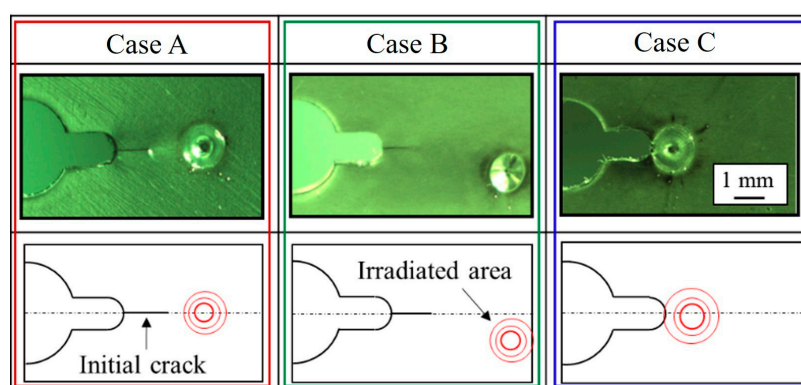 Case A
Case B
Case C
1 mm
Irradiated area
Initial crack